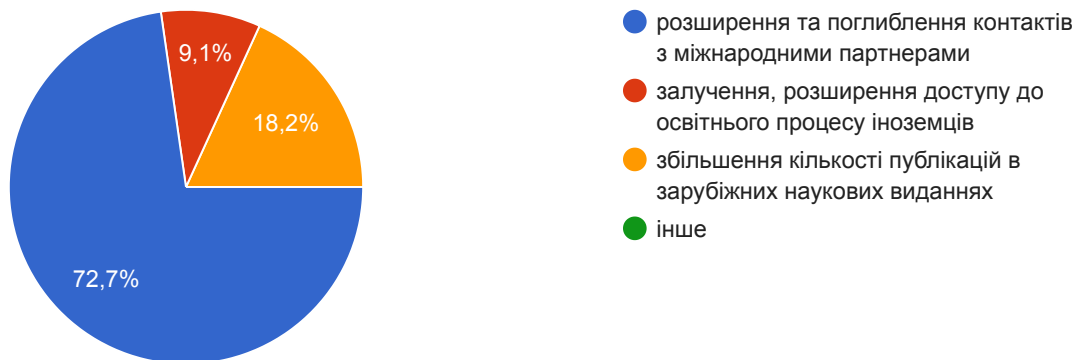 9,1%
18,2%
72,7%
розширення та поглиблення контактів
з міжнародними партнерами
залучення, розширення доступу до
освітнього процесу іноземців
збільшення кількості публікацій в
зарубіжних наукових виданнях
інше